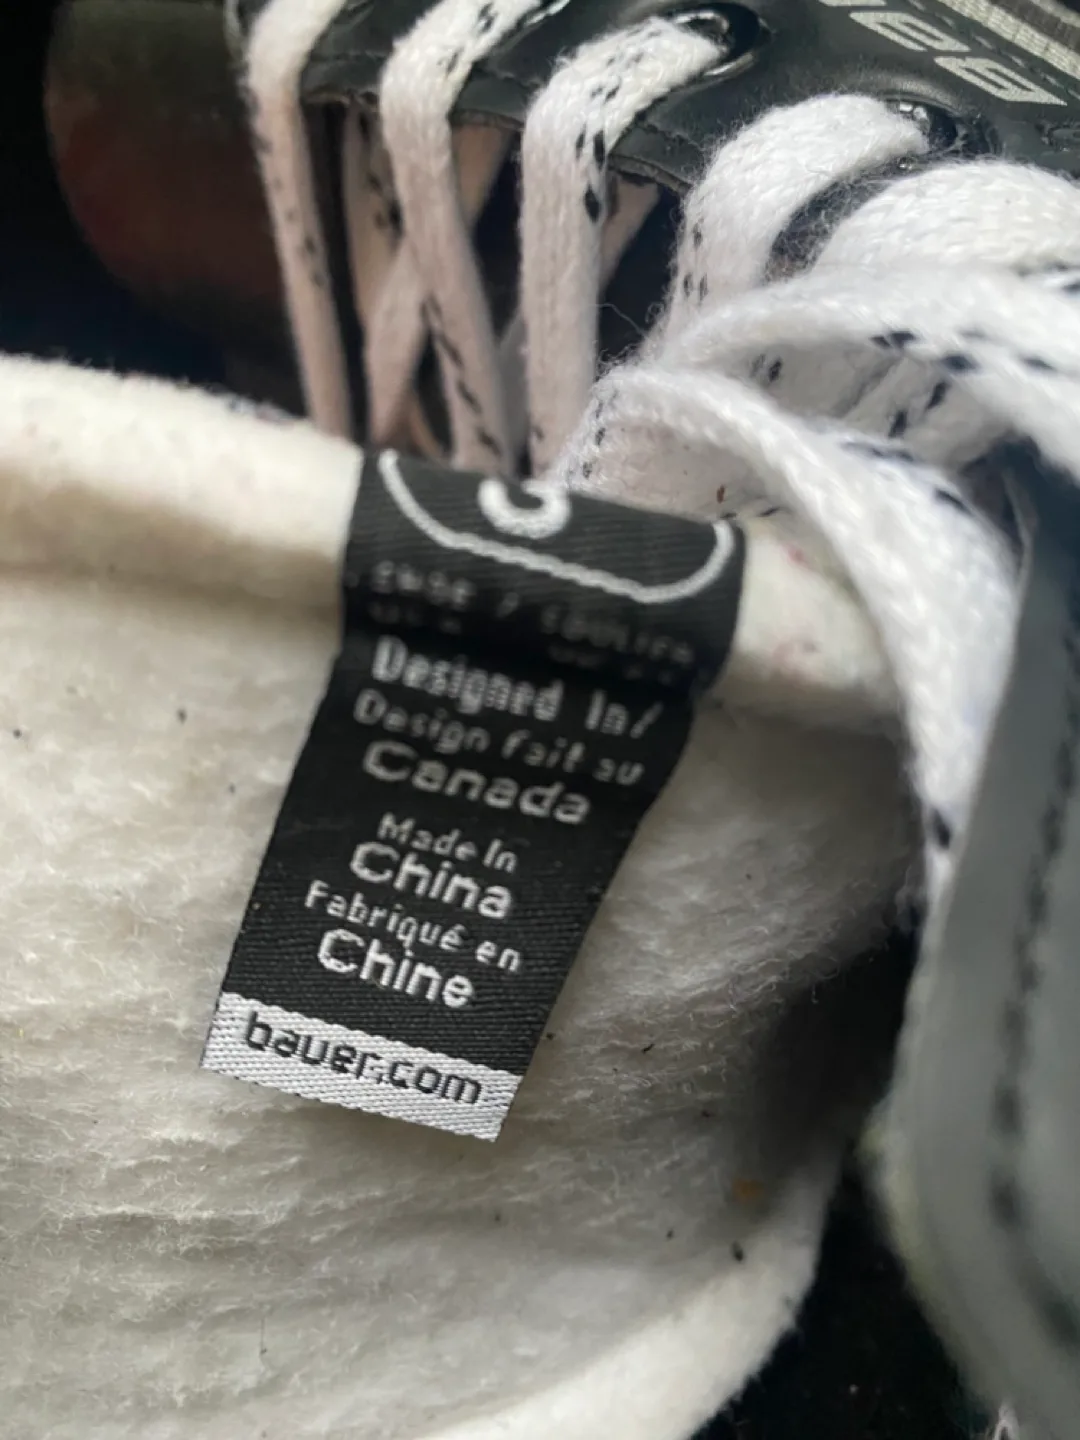 Designed In/
Design fait au
Canada
Made In
China
Fabriqué en
Chine
bauer.com